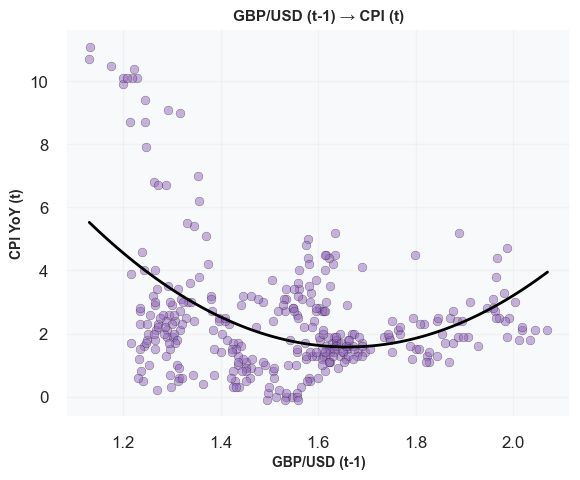 GBP/USD (t-1) → CPI (t)
10
8
6
4
2
0
CPI YoY (t)
1.2 1.4 1.6 1.8 2.0
GBP/USD (t-1)